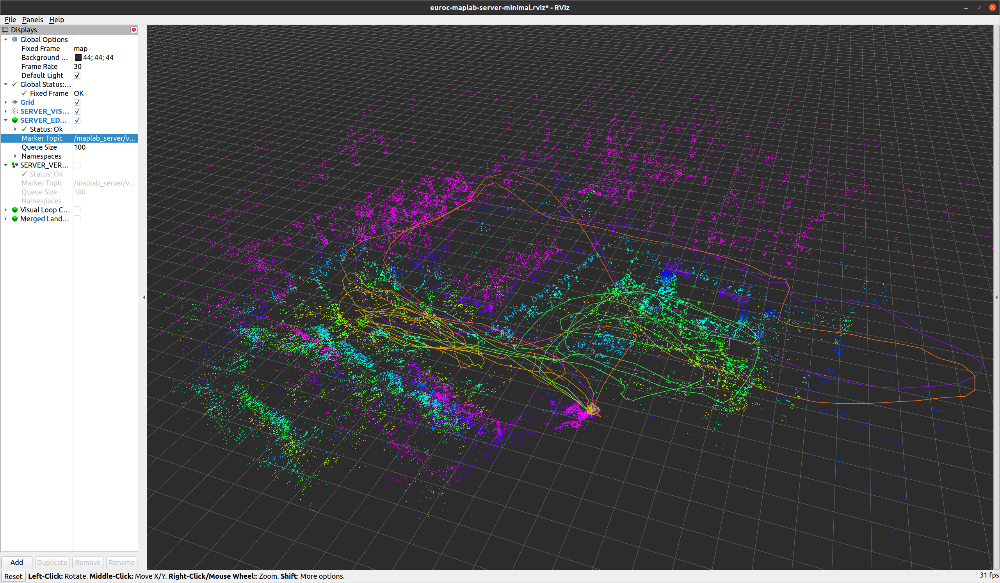 euroc-maplab-server-minimal.rviz* - RViz
File Panels Help
Displays
Global Options
Fixed Frame map
Background ... 44; 44; 44
Frame Rate 30
Default Light
Global Status:...
Fixed Frame OK
Grid
SERVER_VIS...
SERVER_ED...
Status: Ok
Marker Topic /maplab_server/v...
Queue Size 100
Namespaces
SERVER_VER...
Status: Ok
Marker Topic /maplab_server/v...
Queue Size 100
Namespaces
Visual Loop C...
Merged Land...
Add Duplicate Remove Rename
Reset Left-Click: Rotate. Middle-Click: Move X/Y. Right-Click/Mouse Wheel:: Zoom. Shift: More options. 31 fps